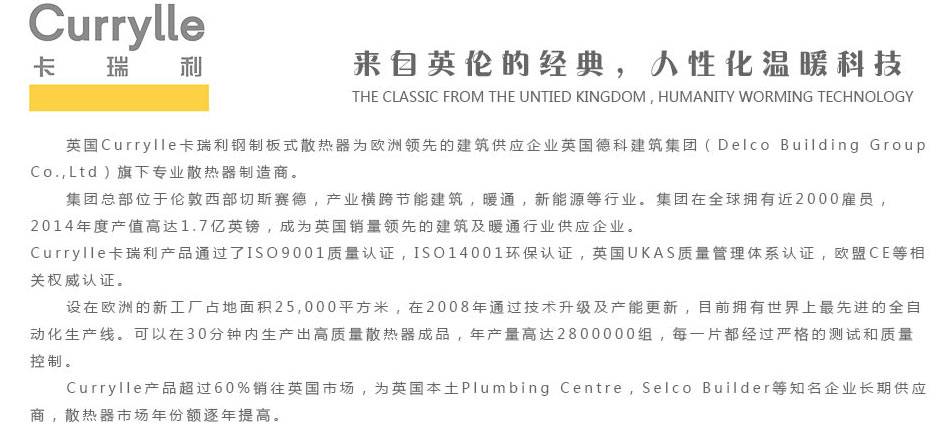 Currylle
卡瑞利
来自英伦的经典，人性化温暖科技
THE CLASSIC FROM THE UNTIED KINGDOM , HUMANITY WORMING TECHNOLOGY
英国Currylle卡瑞利钢制板式散热器为欧洲领先的建筑供应企业英国德科建筑集团（Delco Building Group
Co.,Ltd）旗下专业散热器制造商。
集团总部位于伦敦西部切斯赛德，产业横跨节能建筑，暖通，新能源等行业。集团在全球拥有近2000雇员，
2014年度产值高达1.7亿英镑，成为英国销量领先的建筑及暖通行业供应企业。
Currylle卡瑞利产品通过了ISO9001质量认证，ISO14001环保认证，英国UKAS质量管理体系认证，欧盟CE等相
关权威认证。
设在欧洲的新工厂占地面积25,000平方米，在2008年通过技术升级及产能更新，目前拥有世界上最先进的全自
动化生产线。可以在30分钟内生产出高质量散热器成品，年产量高达2800000组，每一片都经过严格的测试和质量
控制。
Currylle产品超过60%销往英国市场，为英国本土Plumbing Centre，Selco Builder等知名企业长期供应
商，散热器市场年份额逐年提高。